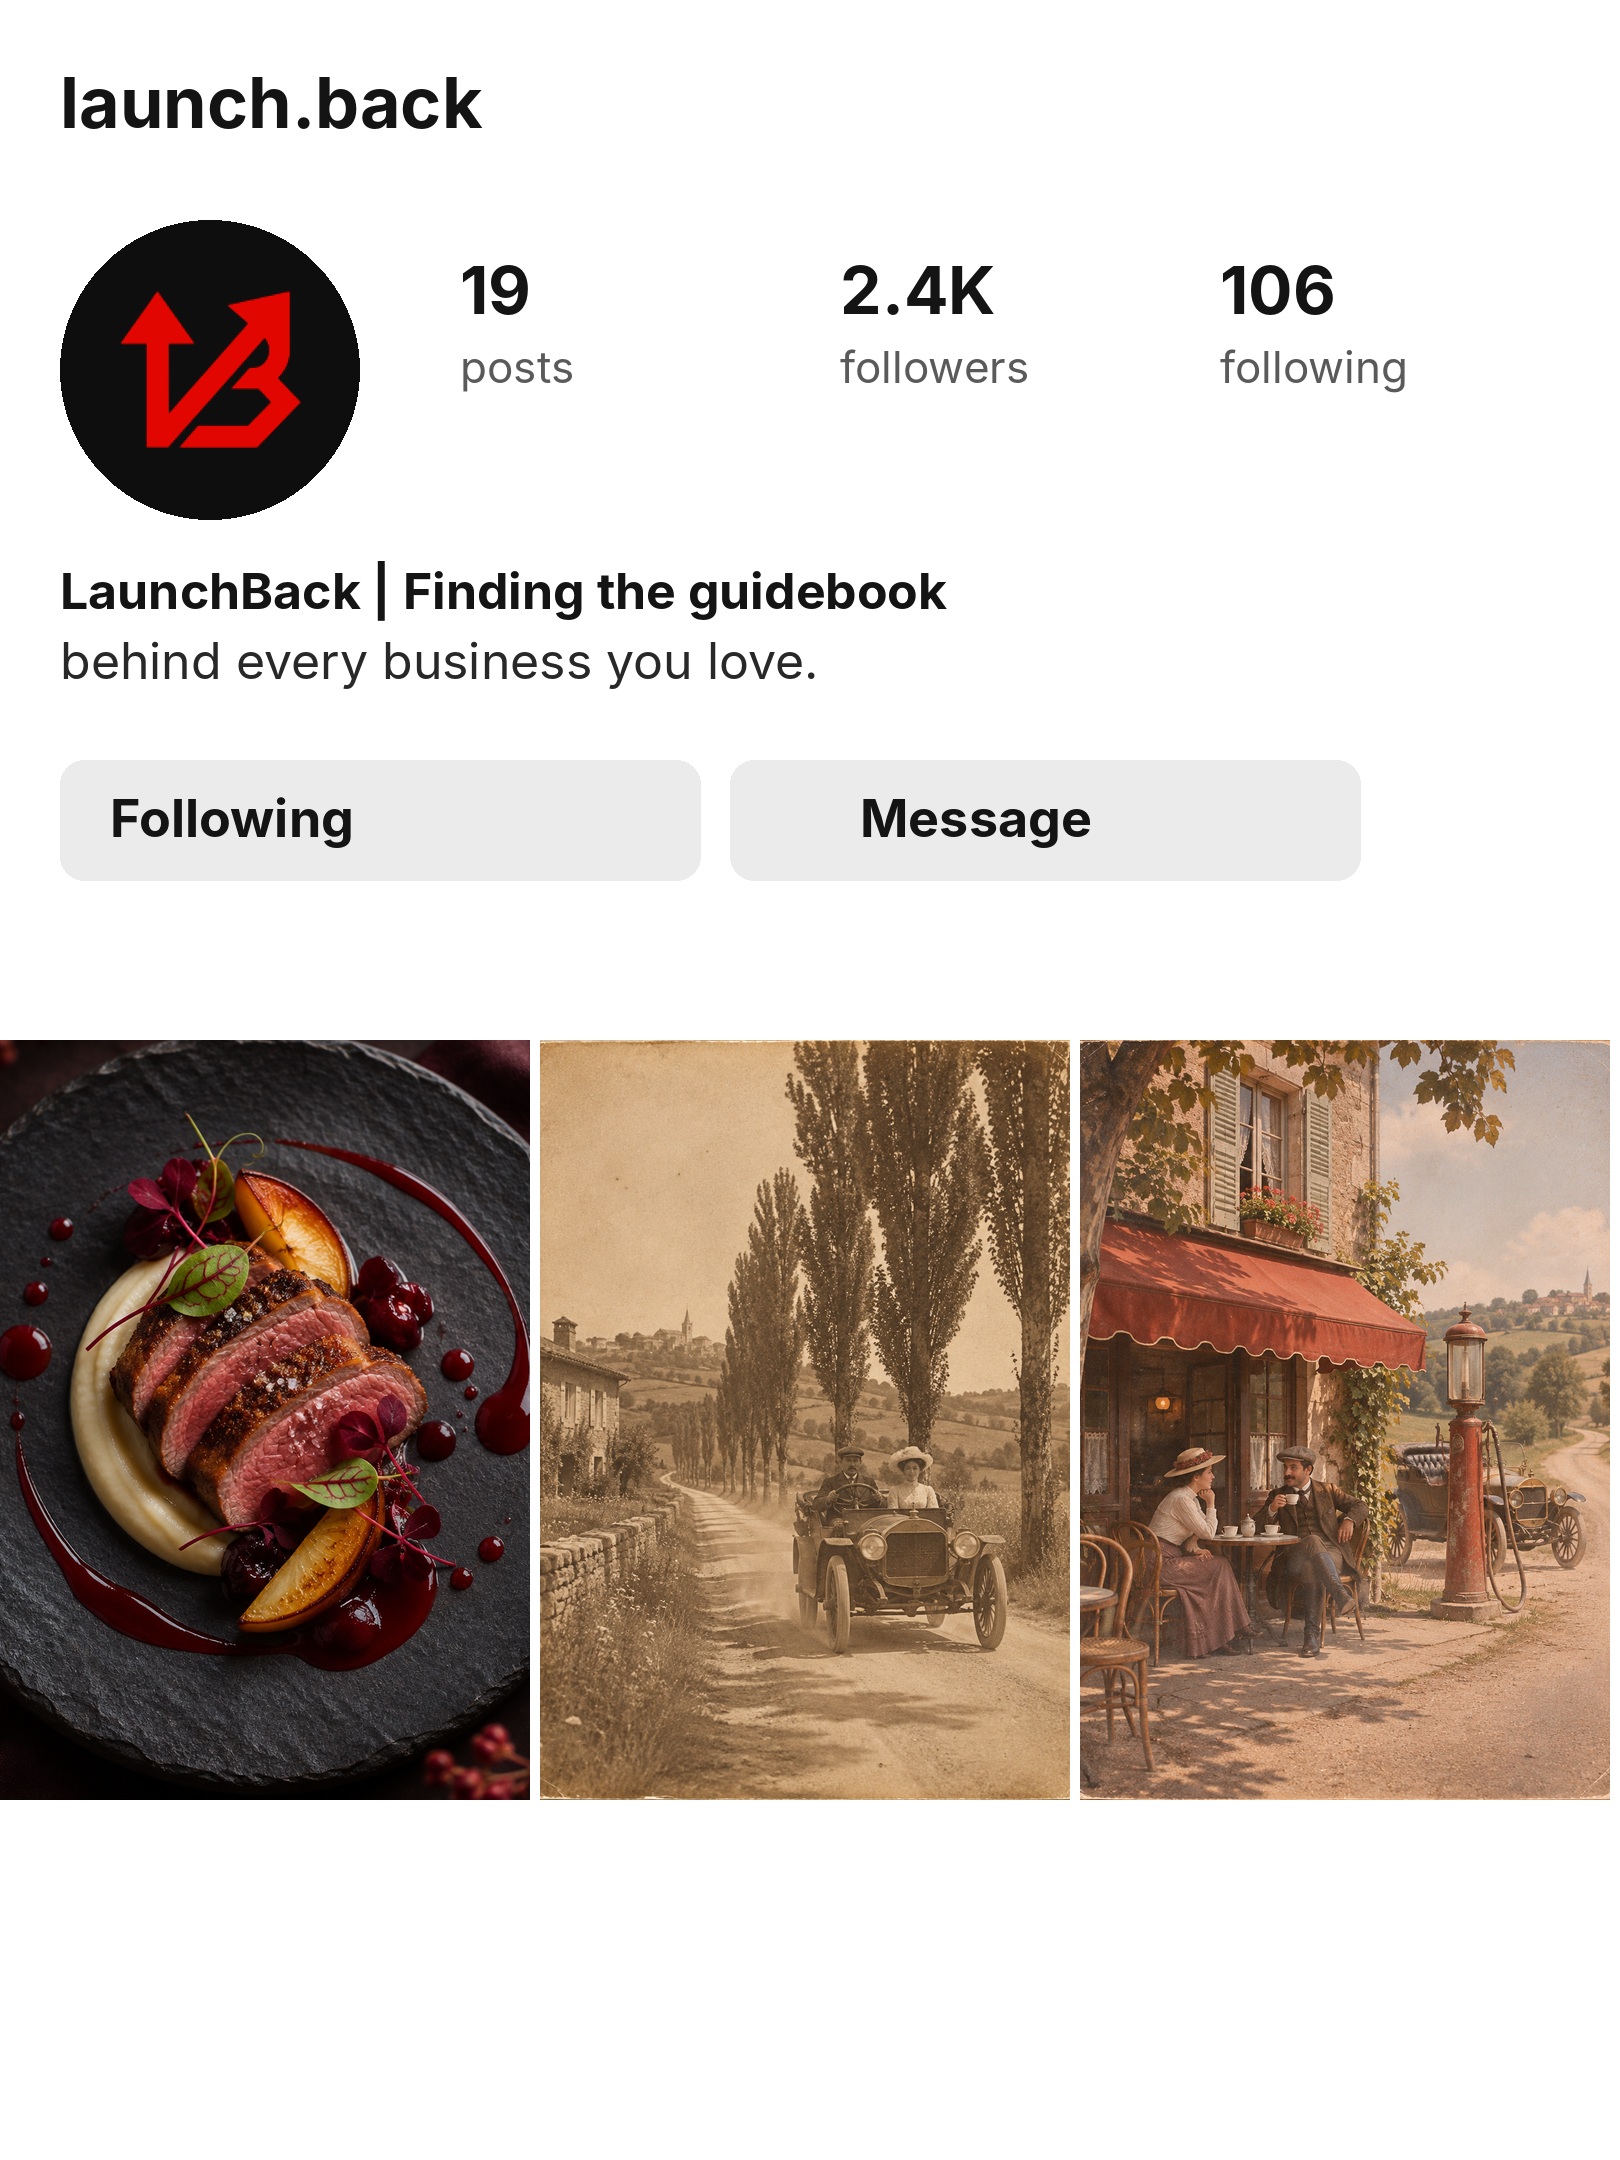 launch.back
19 2.4K 106
posts followers following
LaunchBack | Finding the guidebook
behind every business you love.
Following Message